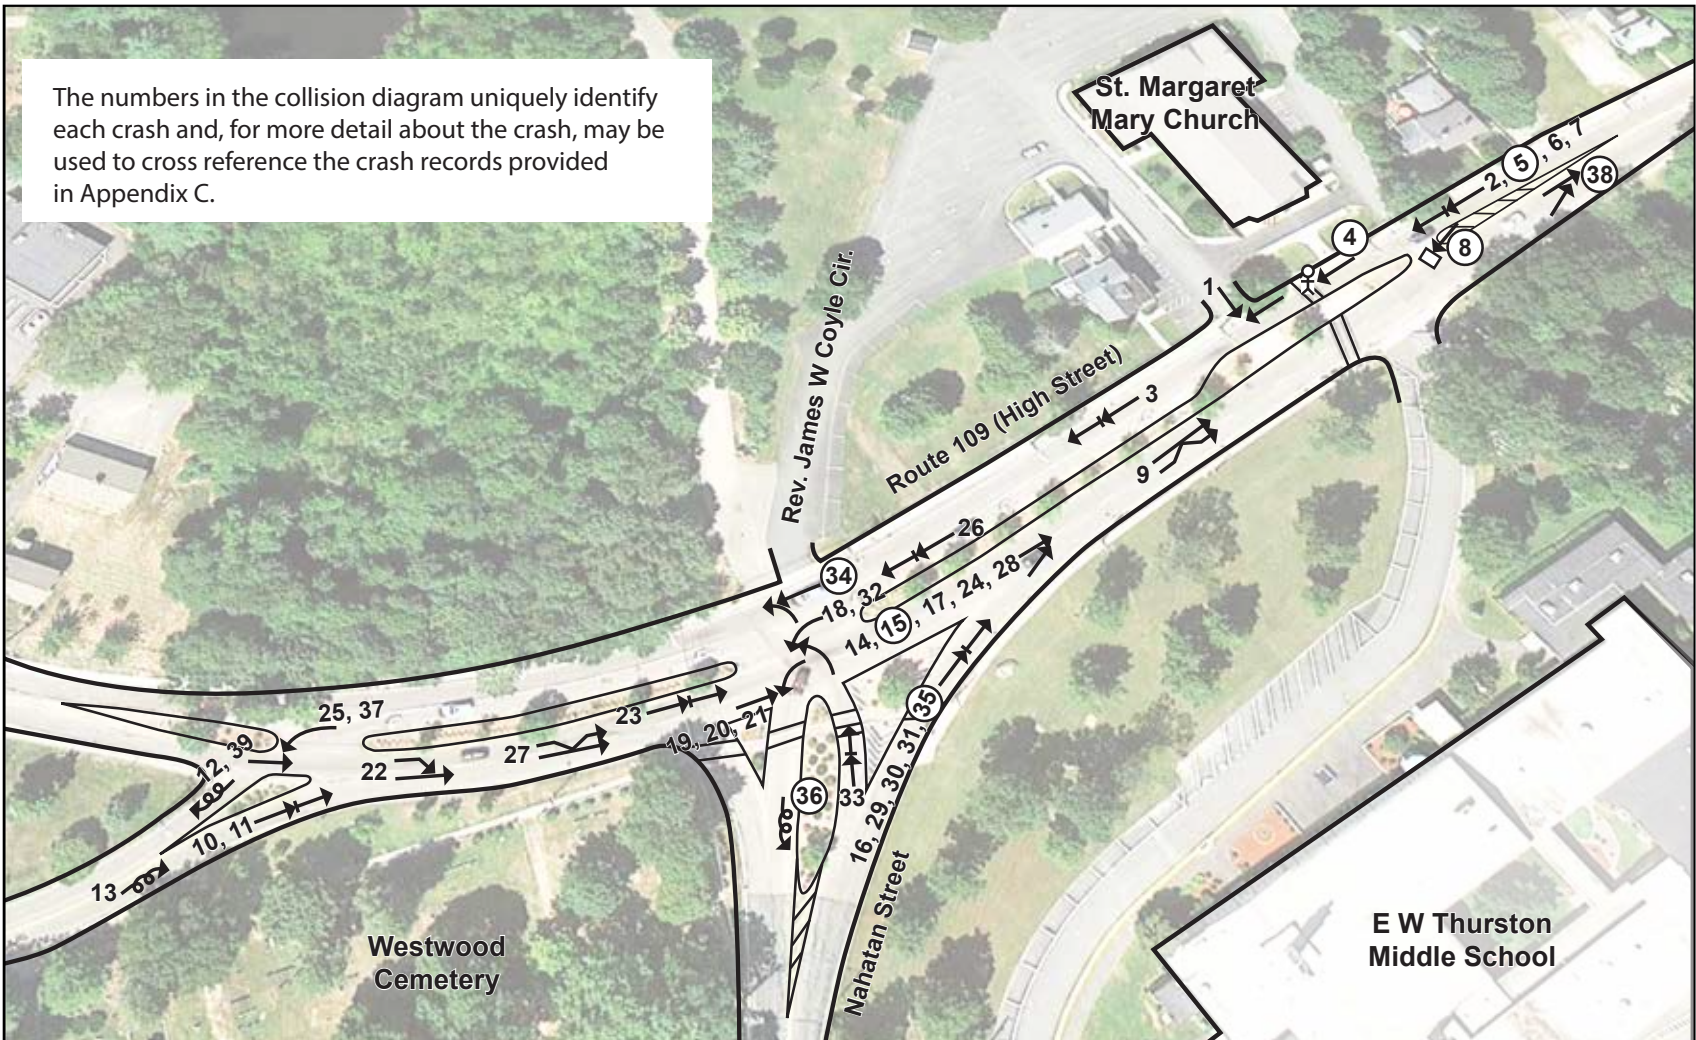 The numbers in the collision diagram uniquely identify
each crash and, for more detail about the crash, may be
used to cross reference the crash records provided
in Appendix C.
St. Margaret
Mary Church
2, 5, 6, 7
38
4
8
1
Rev. James W Coyle Cir.
Route 109 (High Street)
3
9
26
34
18, 32
14, 15, 17, 24, 28
25, 37
23
19, 20, 21
12, 39
22
27
36
33
16, 29, 30, 31, 35
10, 11
13
Nahatan Street
Westwood
Cemetery
E W Thurston
Middle School